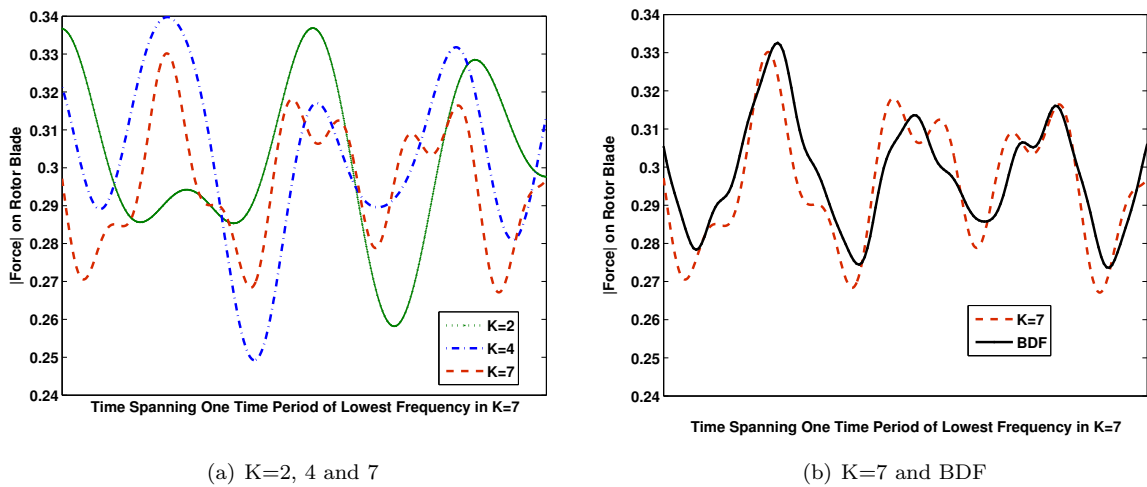 0.34
0.33
0.32
0.31
0.3
0.29
0.28
0.27
0.26
0.25
0.24
|Force| on Rotor Blade
K=2
K=4
K=7
Time Spanning One Time Period of Lowest Frequency in K=7
(a) K=2, 4 and 7
0.34
0.33
0.32
0.31
0.3
0.29
0.28
0.27
0.26
0.25
0.24
|Force| on Rotor Blade
K=7
BDF
Time Spanning One Time Period of Lowest Frequency in K=7
(b) K=7 and BDF